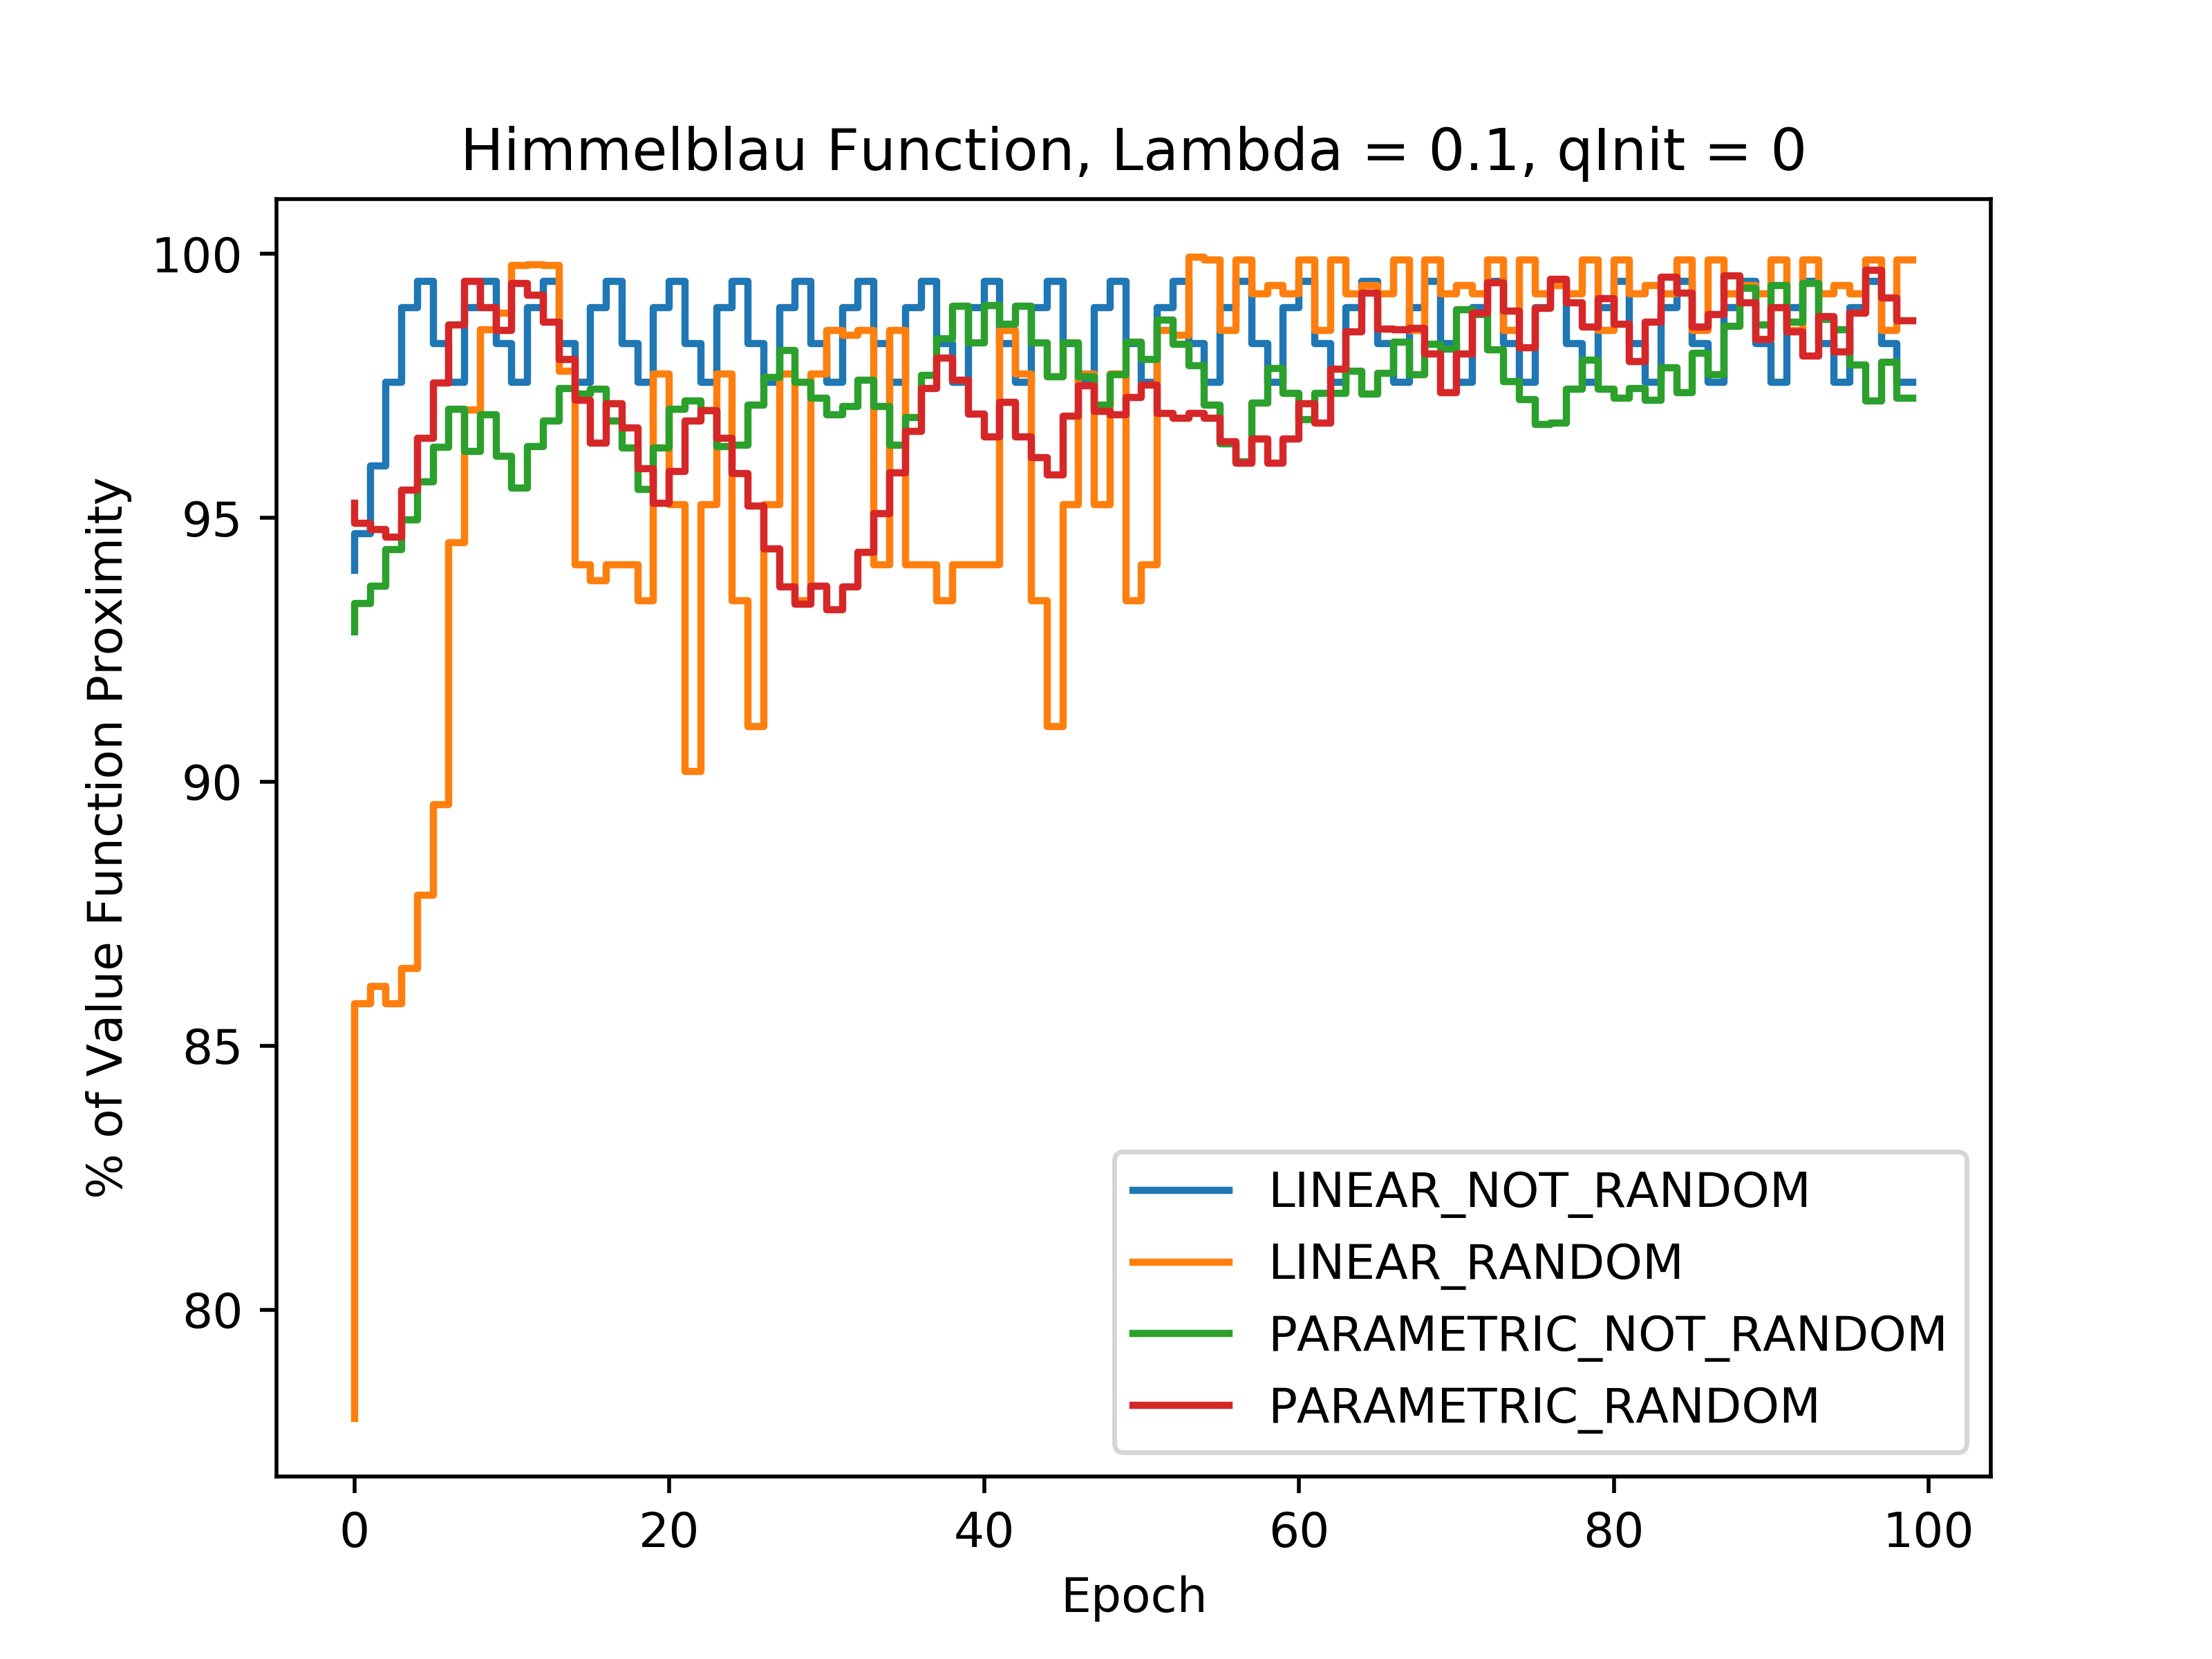 Himmelblau Function, Lambda = 0.1, qInit = 0
% of Value Function Proximity
100
95
90
85
80
LINEAR_NOT_RANDOM
LINEAR_RANDOM
PARAMETRIC_NOT_RANDOM
PARAMETRIC_RANDOM
0 20 40 60 80 100
Epoch